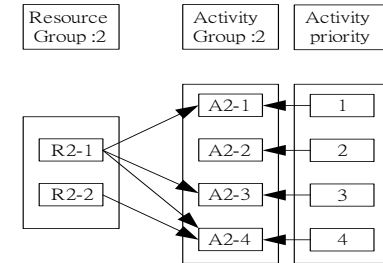 Resource
Group :2
Activity
Group :2
Activity
priority
A2-1
1
R2-1
A2-2
2
R2-2
A2-3
3
A2-4
4